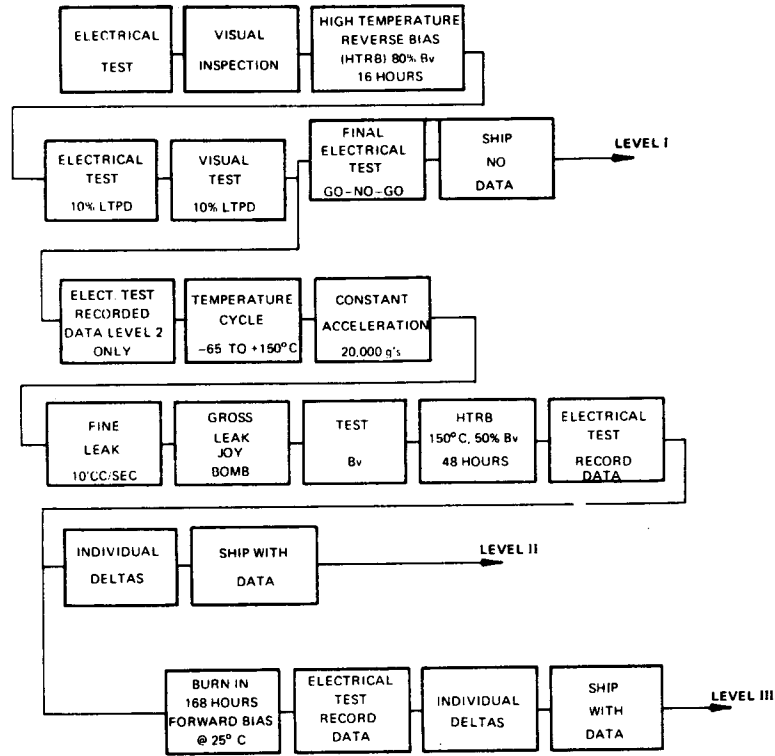 ELECTRICAL
TEST
VISUAL
INSPECTION
HIGH TEMPERATURE
REVERSE BIAS
(HTRB) 80% Bv
16 HOURS
ELECTRICAL
TEST
10% LTPD
VISUAL
TEST
10% LTPD
FINAL
ELECTRICAL
TEST
GO-NO-GO
SHIP
NO
DATA
LEVEL I
ELECT. TEST
RECORDED
DATA LEVEL 2
ONLY
TEMPERATURE
CYCLE
-65 TO +150°C
CONSTANT
ACCELERATION
20,000 g's
FINE
LEAK
10'CC/SEC
GROSS
LEAK
JOY
BOMB
TEST
Bv
HTRB
150°C, 50% Bv
48 HOURS
ELECTRICAL
TEST
RECORD
DATA
INDIVIDUAL
DELTAS
SHIP WITH
DATA
LEVEL II
BURN IN
168 HOURS
FORWARD BIAS
@ 25° C
ELECTRICAL
TEST
RECORD
DATA
INDIVIDUAL
DELTAS
SHIP
WITH
DATA
LEVEL III